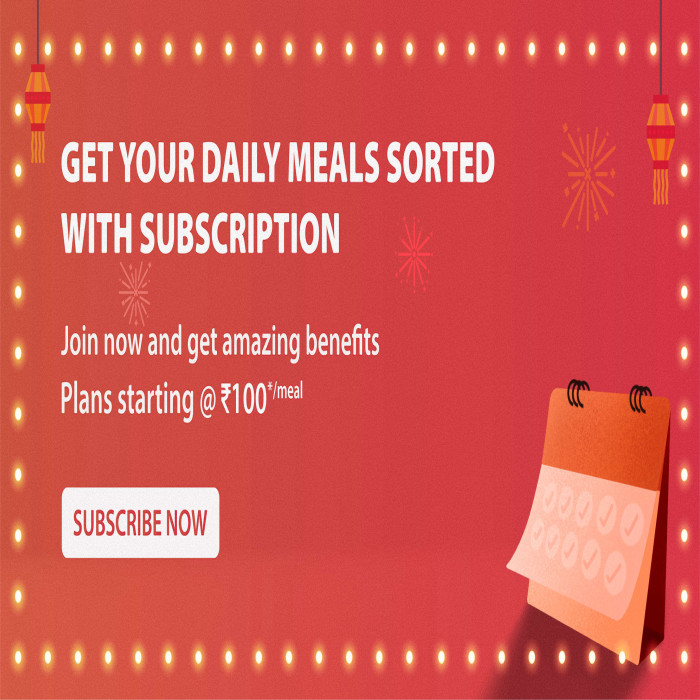 GET YOUR DAILY MEALS SORTED
WITH SUBSCRIPTION
Join now and get amazing benefits
Plans starting @ ₹100*/meal
SUBSCRIBE NOW